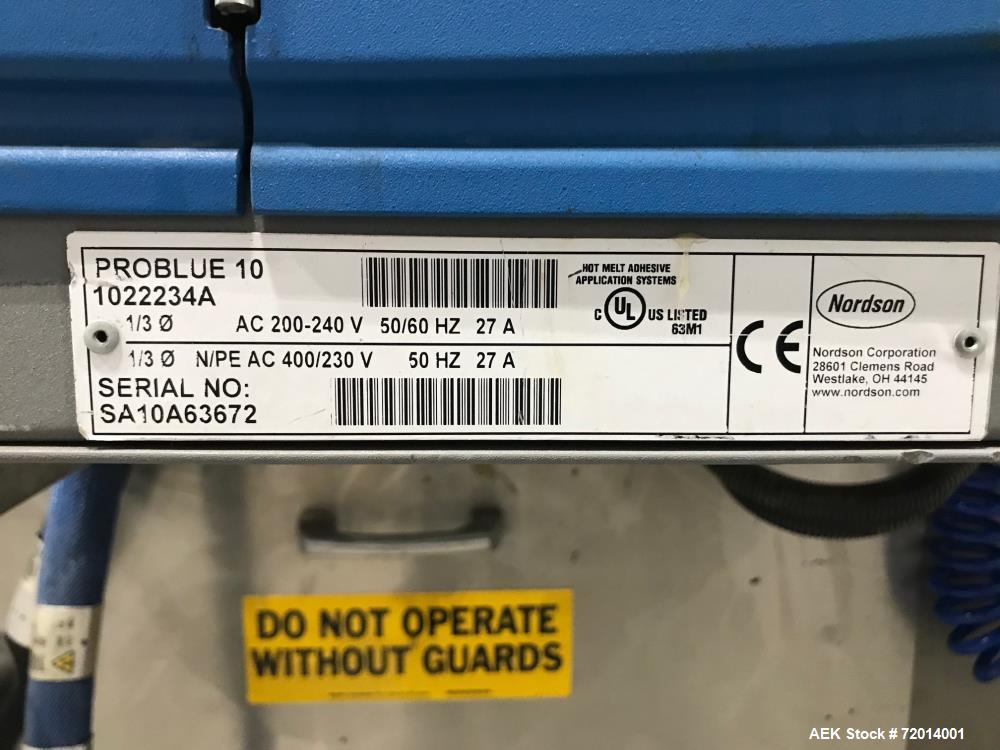 PROBLUE 10
1022234A
1/3 Ø AC 200-240 V 50/60 HZ 27 A
1/3 Ø N/PE AC 400/230 V 50 HZ 27 A
SERIAL NO:
SA10A63672
HOT MELT ADHESIVE
APPLICATION SYSTEMS
C UL US LISTED
63M1
CE
Nordson
Nordson Corporation
28601 Clemens Road
Westlake, OH 44145
www.nordson.com
DO NOT OPERATE
WITHOUT GUARDS
AEK Stock # 72014001